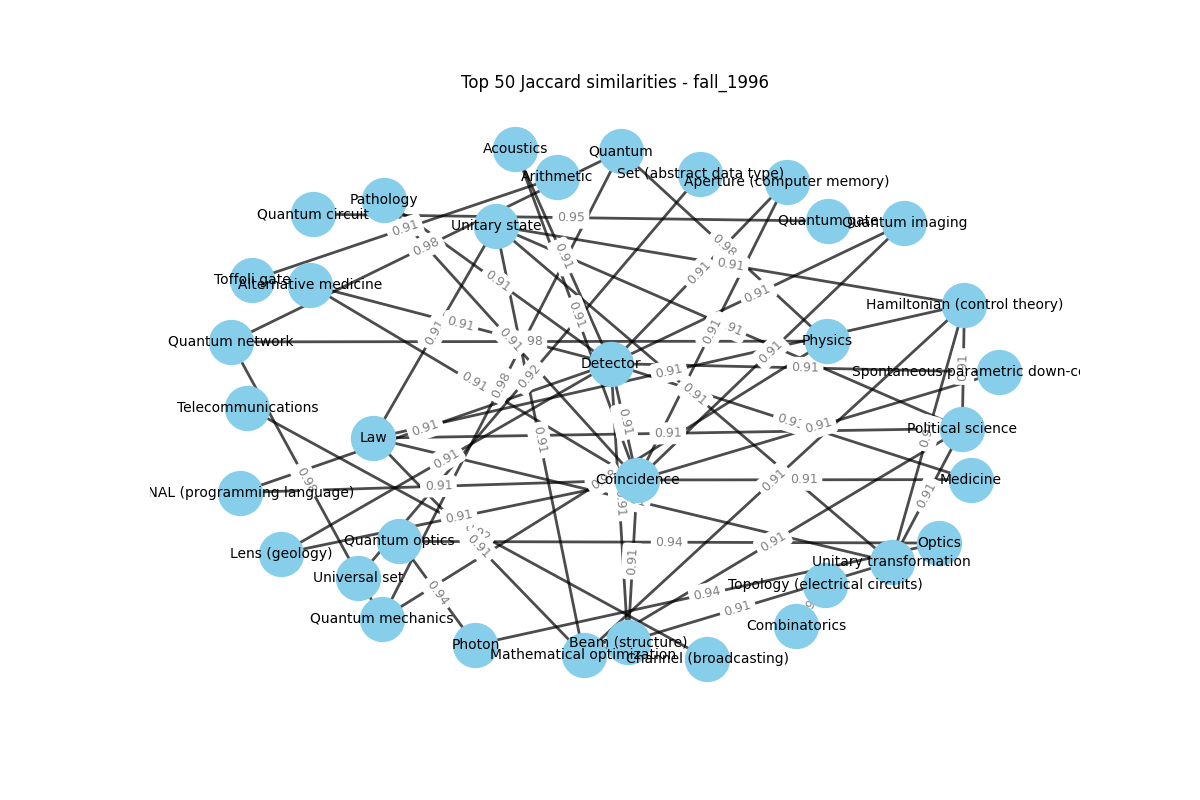 Top 50 Jaccard similarities - fall_1996
Acoustics
Quantum
Arithmetic
Set (abstract data type)
Aperture (computer memory)
Pathology
Quantum circuit
Unitary state
Quantum gate
Quantum imaging
0.95
0.91
0.98
0.98
0.91
0.91
0.91
Toffoli gate
Alternative medicine
0.91
0.91
0.91
Hamiltonian (control theory)
0.91
0.91
0.91
91
0.91
Quantum network
98
0.91
Physics
0.91
Detector
0.91
0.91
0.91
Spontaneous parametric down-c
0.91
0.92
0.98
0.91
Telecommunications
0.91
0.91
0.91
0.91
Political science
Law
0.91
0.91
0.91
0.98
Coincidence
0.91
0.91
Medicine
NAL (programming language)
0.91
0.91
0.91
0.91
Quantum optics
0.91
0.94
0.91
Optics
Lens (geology)
0.91
Unitary transformation
Universal set
0.94
0.94
Topology (electrical circuits)
0.91
Quantum mechanics
Combinatorics
Photon
Beam (structure)
Mathematical optimization
Channel (broadcasting)